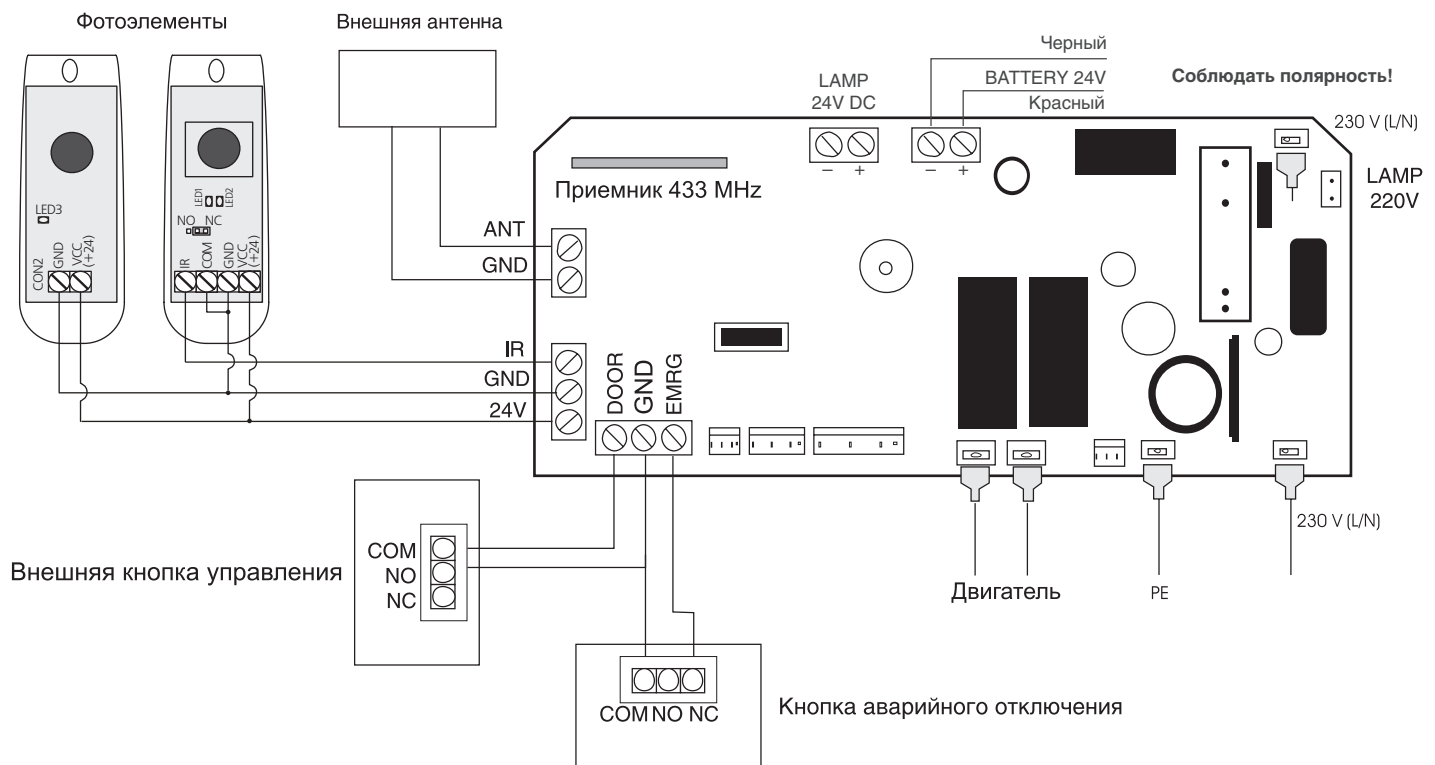 Фотоэлементы
Внешняя антенна
Черный
LAMP
24V DC
BATTERY 24V
Красный
Соблюдать полярность!
230 V (L/N)
LAMP
220V
– +
– +
Приемник 433 MHz
ANT
GND
LED3
CON2
GND
VCC
(+24)
LED1
LED2
NO NC
IR
COM
GND
VCC
(+24)
IR
GND
24V
DOOR
GND
EMRG
COM
NO
NC
Внешняя кнопка управления
Двигатель
PE
230 V (L/N)
COM NO NC
Кнопка аварийного отключения